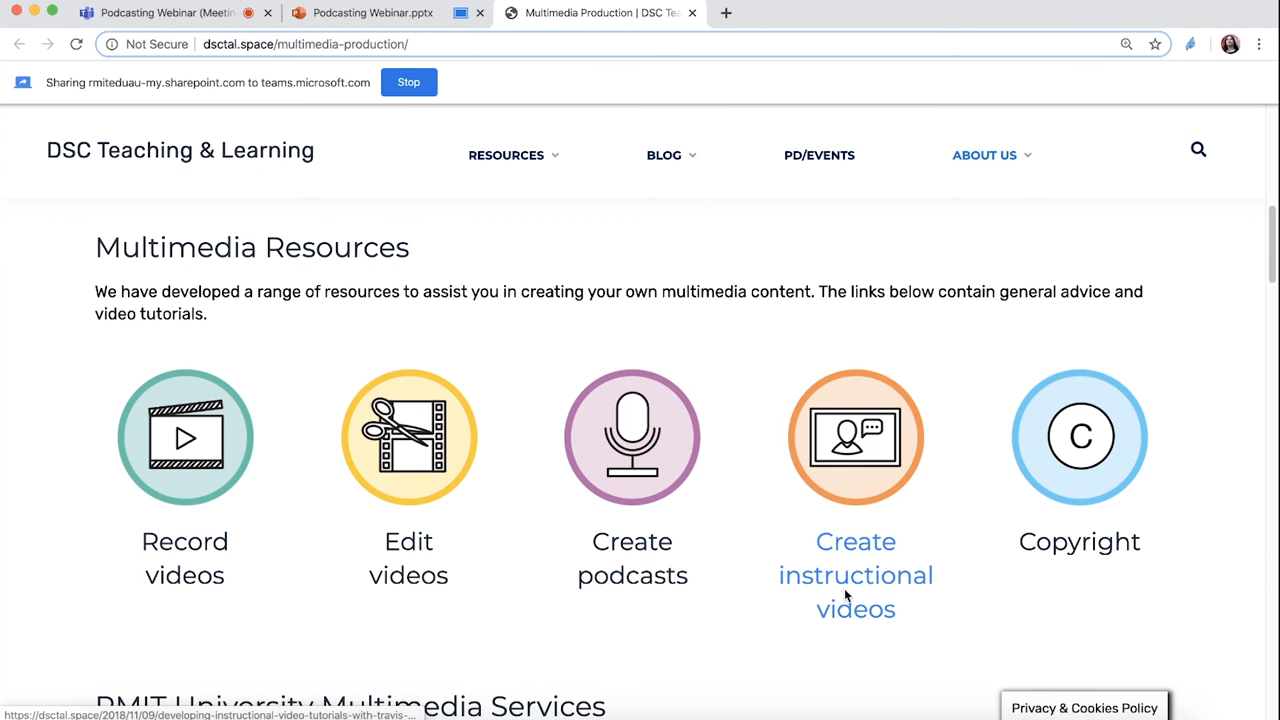 Podcasting Webinar (Meetin
Podcasting Webinar.pptx
Multimedia Production | DSC Tea
Not Secure
dsctal.space/multimedia-production/
Sharing rmiteduau-my.sharepoint.com to teams.microsoft.com
Stop
DSC Teaching & Learning
RESOURCES
BLOG
PD/EVENTS
ABOUT US
Multimedia Resources
We have developed a range of resources to assist you in creating your own multimedia content. The links below contain general advice and
video tutorials.
C
Record
videos
Edit
videos
Create
podcasts
Create
instructional
videos
Copyright
RMIT University Multimedia Services
Privacy & Cookies Policy
https://dsctal.space/2018/11/09/developing-instructional-video-tutorials-with-travis-...